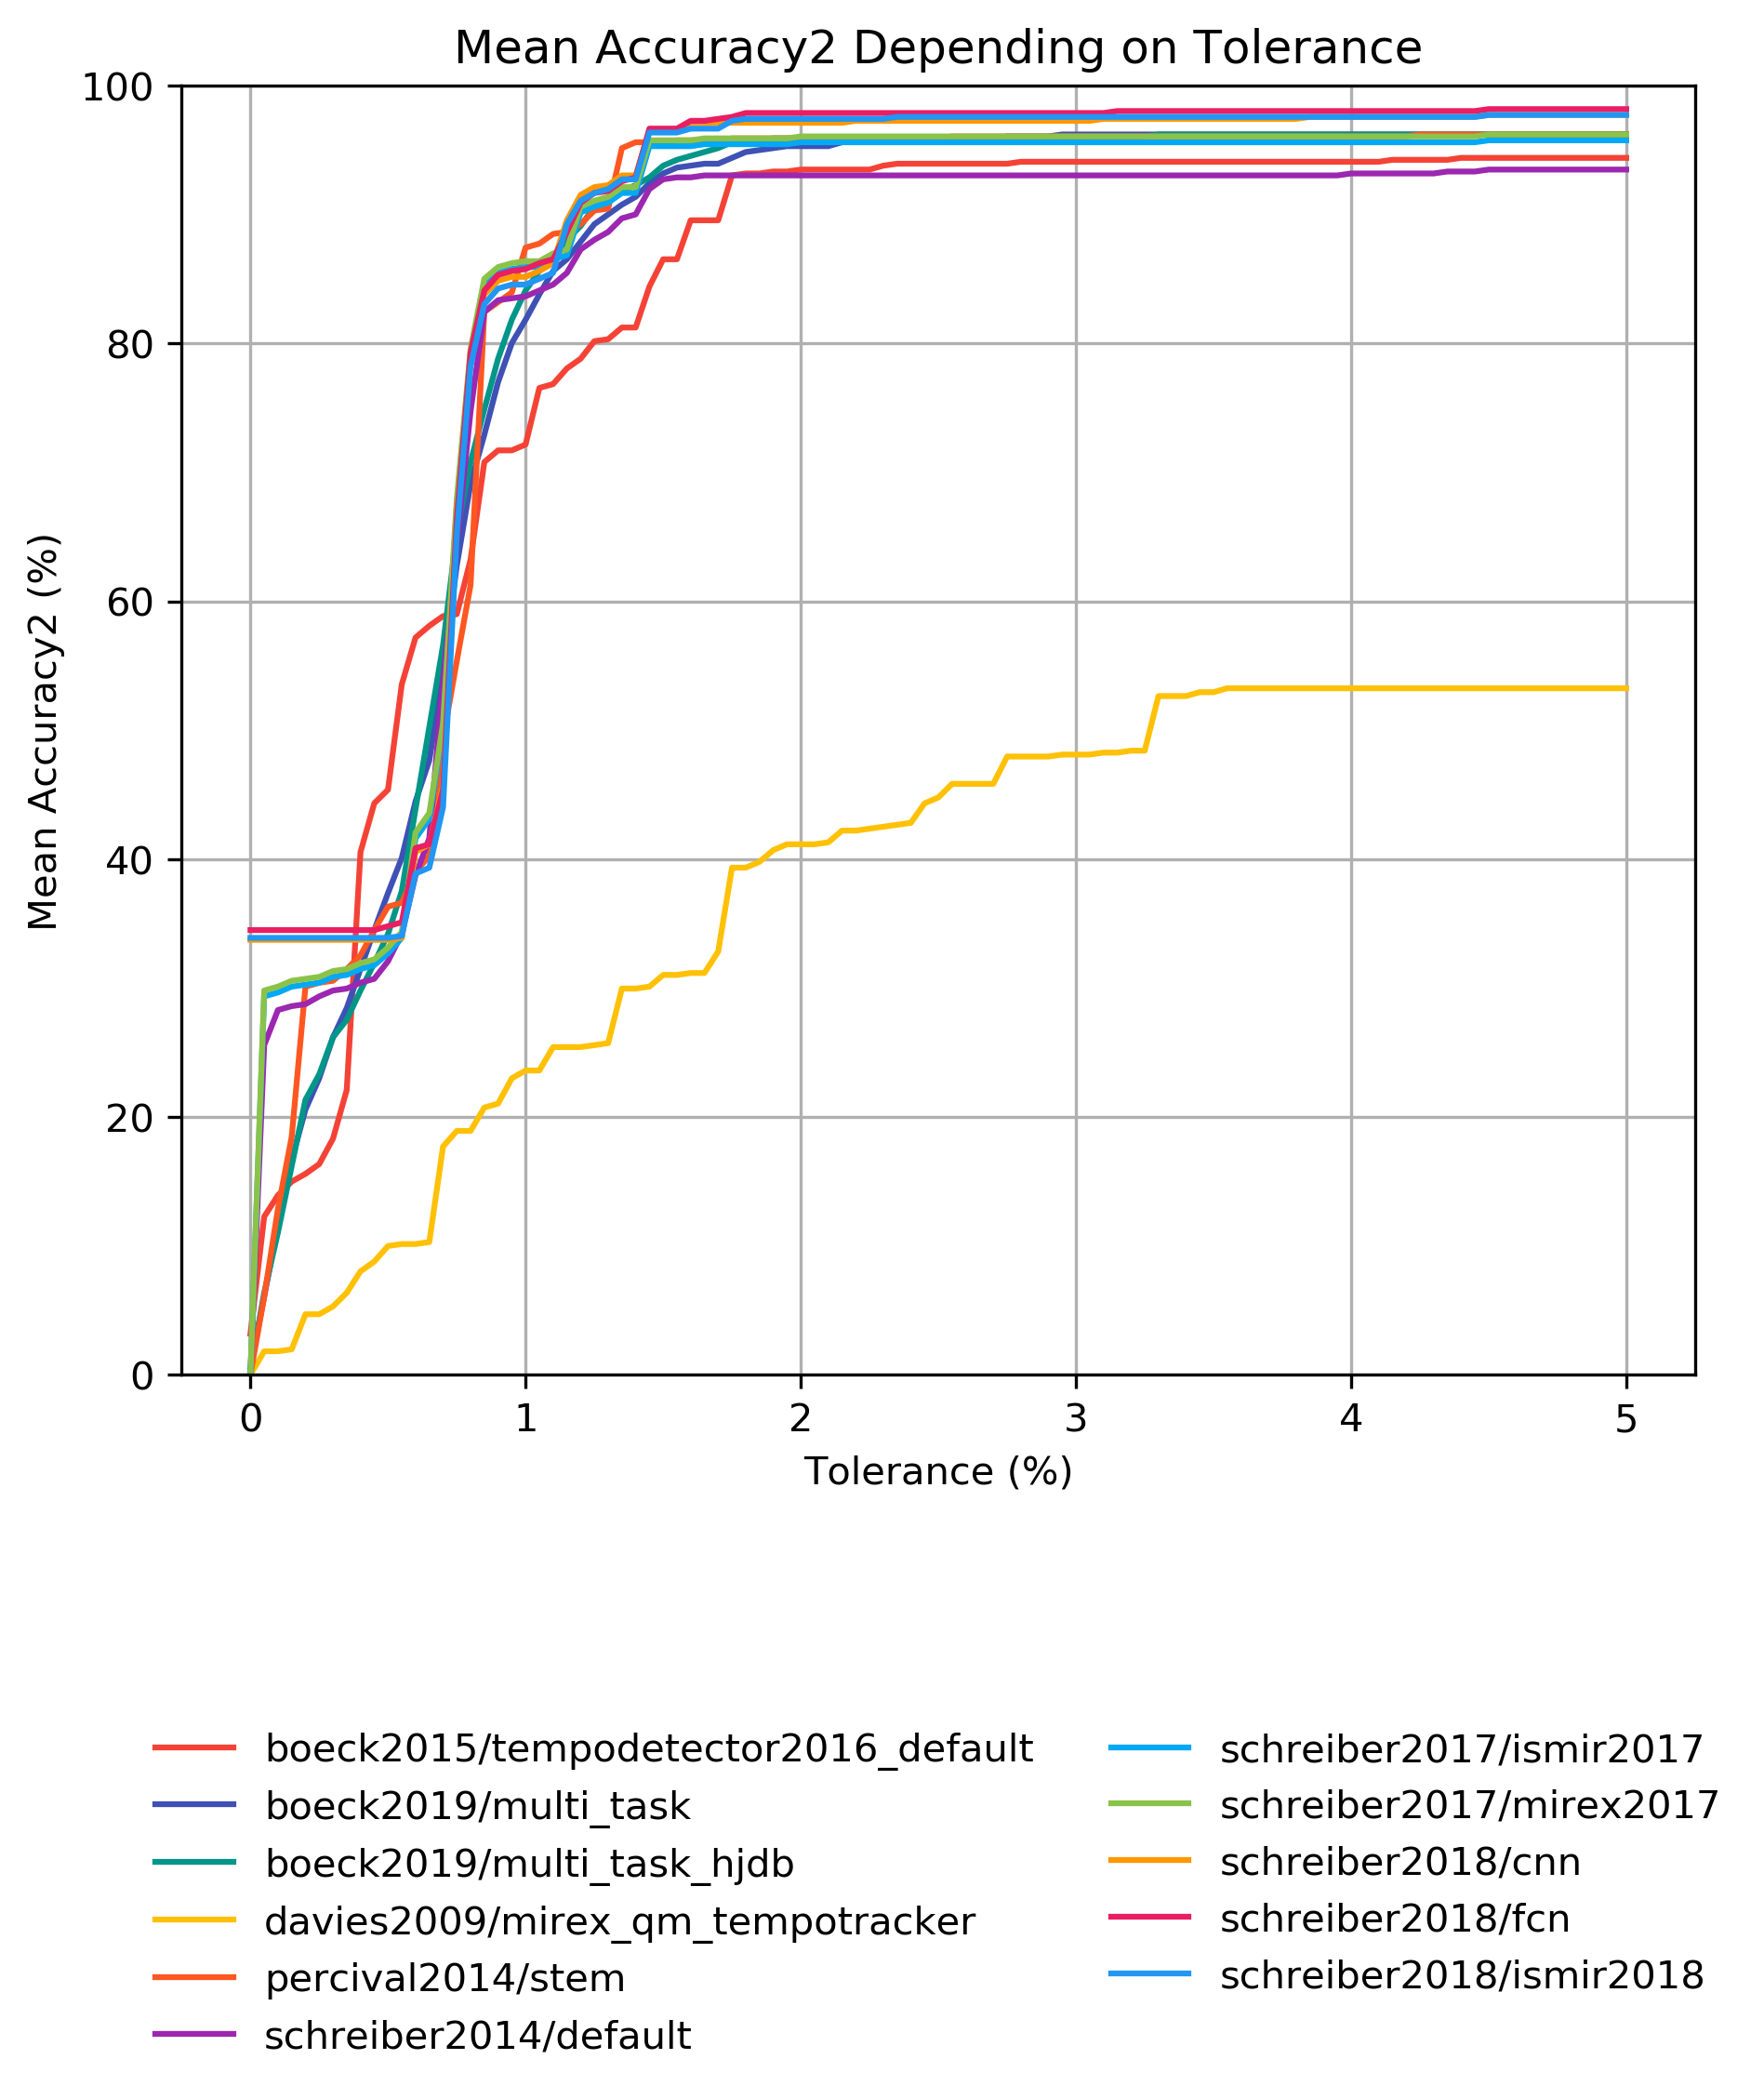 Mean Accuracy2 Depending on Tolerance
100
80
60
40
20
0
Mean Accuracy2 (%)
0 1 2 3 4 5
Tolerance (%)
boeck2015/tempodetector2016_default
boeck2019/multi_task
boeck2019/multi_task_hjdb
davies2009/mirex_qm_tempotracker
percival2014/stem
schreiber2014/default
schreiber2017/ismir2017
schreiber2017/mirex2017
schreiber2018/cnn
schreiber2018/fcn
schreiber2018/ismir2018